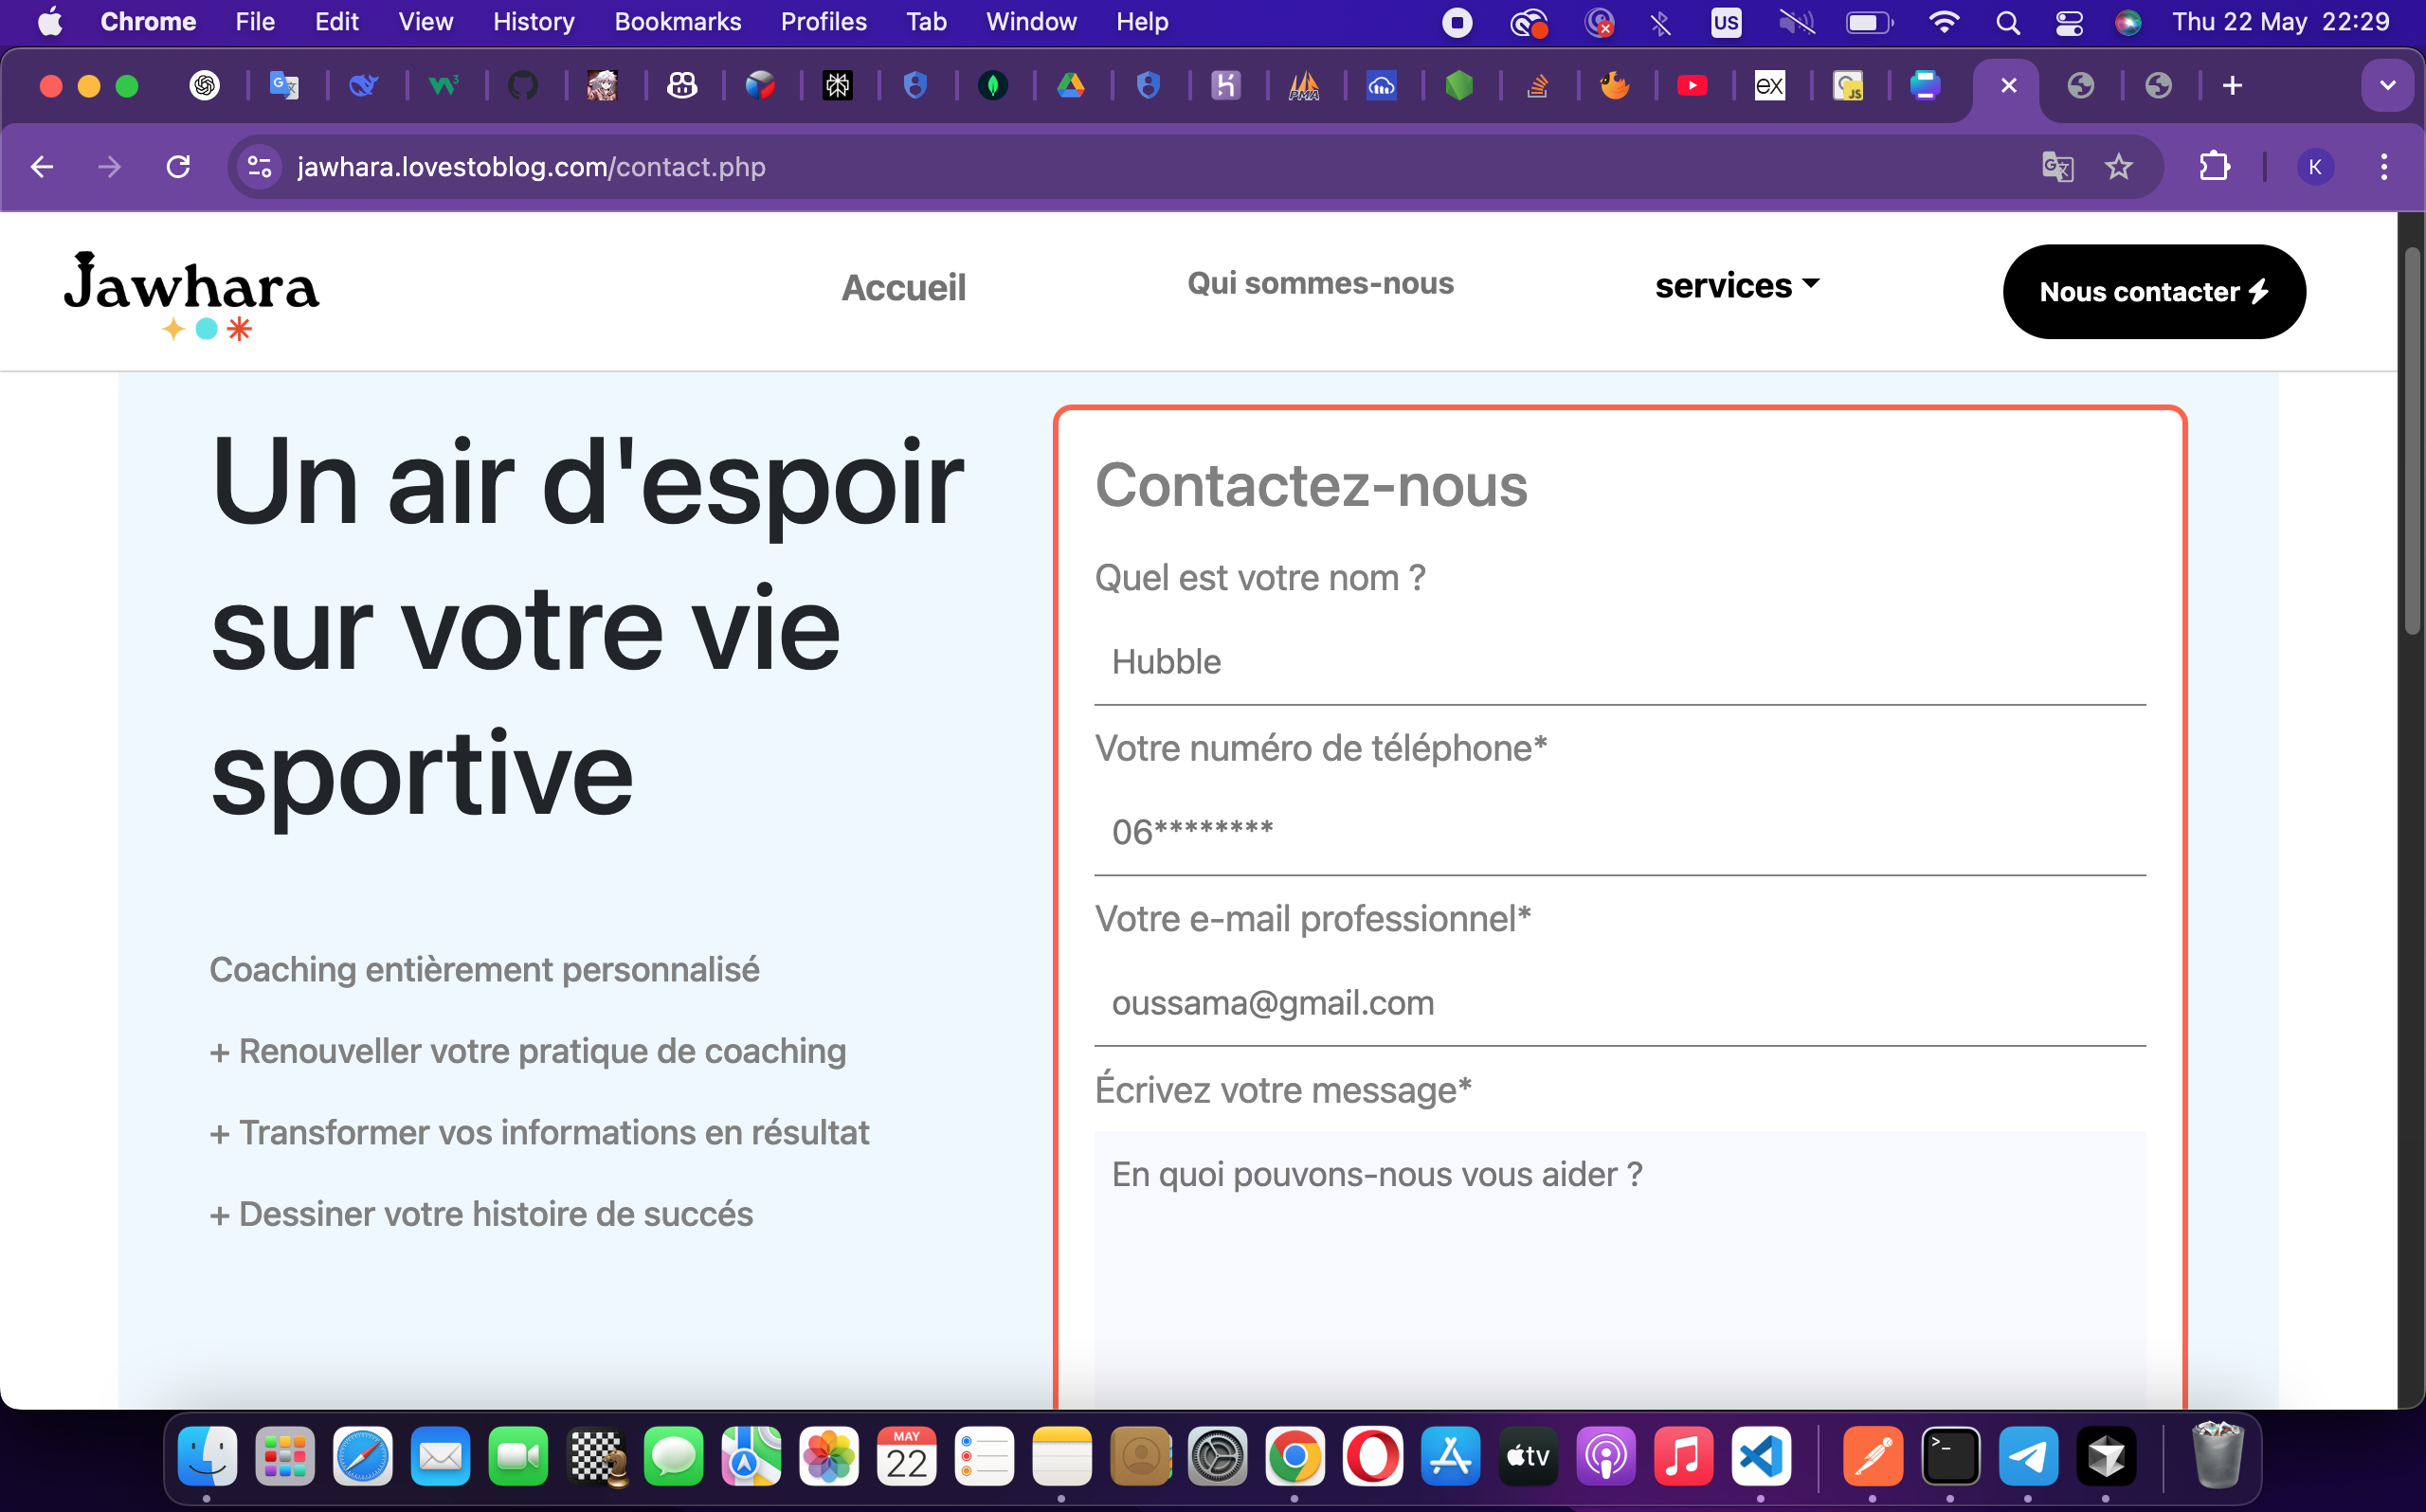 Chrome File Edit View History Bookmarks Profiles Tab Window Help US Thu 22 May 22:29
W3 PMA m ex JS
jawhara.lovestoblog.com/contact.php K
Jawhara
Accueil Qui sommes-nous services Nous contacter
Un air d'espoir
sur votre vie
sportive
Coaching entièrement personnalisé
+ Renouveller votre pratique de coaching
+ Transformer vos informations en résultat
+ Dessiner votre histoire de succés
Contactez-nous
Quel est votre nom ?
Hubble
Votre numéro de téléphone*
06********
Votre e-mail professionnel*
oussama@gmail.com
Écrivez votre message*
En quoi pouvons-nous vous aider ?
MAY
22
tv